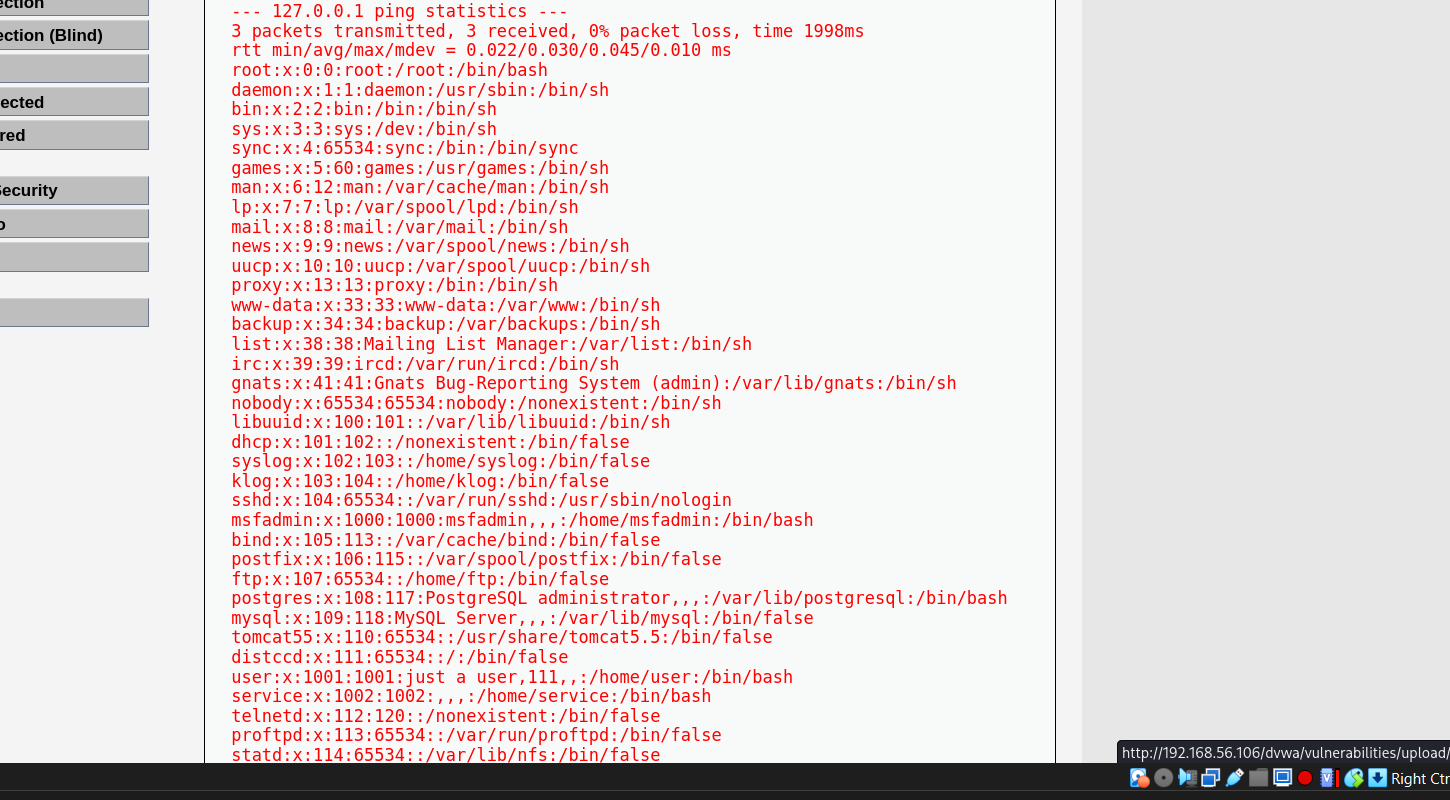 ection
ection (Blind)
ected
red
Security
o
--- 127.0.0.1 ping statistics ---
3 packets transmitted, 3 received, 0% packet loss, time 1998ms
rtt min/avg/max/mdev = 0.022/0.030/0.045/0.010 ms
root:x:0:0:root:/root:/bin/bash
daemon:x:1:1:daemon:/usr/sbin:/bin/sh
bin:x:2:2:bin:/bin:/bin/sh
sys:x:3:3:sys:/dev:/bin/sh
sync:x:4:65534:sync:/bin:/bin/sync
games:x:5:60:games:/usr/games:/bin/sh
man:x:6:12:man:/var/cache/man:/bin/sh
lp:x:7:7:lp:/var/spool/lpd:/bin/sh
mail:x:8:8:mail:/var/mail:/bin/sh
news:x:9:9:news:/var/spool/news:/bin/sh
uucp:x:10:10:uucp:/var/spool/uucp:/bin/sh
proxy:x:13:13:proxy:/bin:/bin/sh
www-data:x:33:33:www-data:/var/www:/bin/sh
backup:x:34:34:backup:/var/backups:/bin/sh
list:x:38:38:Mailing List Manager:/var/list:/bin/sh
irc:x:39:39:ircd:/var/run/ircd:/bin/sh
gnats:x:41:41:Gnats Bug-Reporting System (admin):/var/lib/gnats:/bin/sh
nobody:x:65534:65534:nobody:/nonexistent:/bin/sh
libuuid:x:100:101::/var/lib/libuuid:/bin/sh
dhcp:x:101:102::/nonexistent:/bin/false
syslog:x:102:103::/home/syslog:/bin/false
klog:x:103:104::/home/klog:/bin/false
sshd:x:104:65534::/var/run/sshd:/usr/sbin/nologin
msfadmin:x:1000:1000:msfadmin,,,:/home/msfadmin:/bin/bash
bind:x:105:113::/var/cache/bind:/bin/false
postfix:x:106:115::/var/spool/postfix:/bin/false
ftp:x:107:65534::/home/ftp:/bin/false
postgres:x:108:117:PostgreSQL administrator,,,:/var/lib/postgresql:/bin/bash
mysql:x:109:118:MySQL Server,,,:/var/lib/mysql:/bin/false
tomcat55:x:110:65534::/usr/share/tomcat5.5:/bin/false
distccd:x:111:65534::/:/bin/false
user:x:1001:1001:just a user,111,,:/home/user:/bin/bash
service:x:1002:1002:,,,:/home/service:/bin/bash
telnetd:x:112:120::/nonexistent:/bin/false
proftpd:x:113:65534::/var/run/proftpd:/bin/false
statd:x:114:65534::/var/lib/nfs:/bin/false
http://192.168.56.106/dvwa/vulnerabilities/upload/
Right Ctr